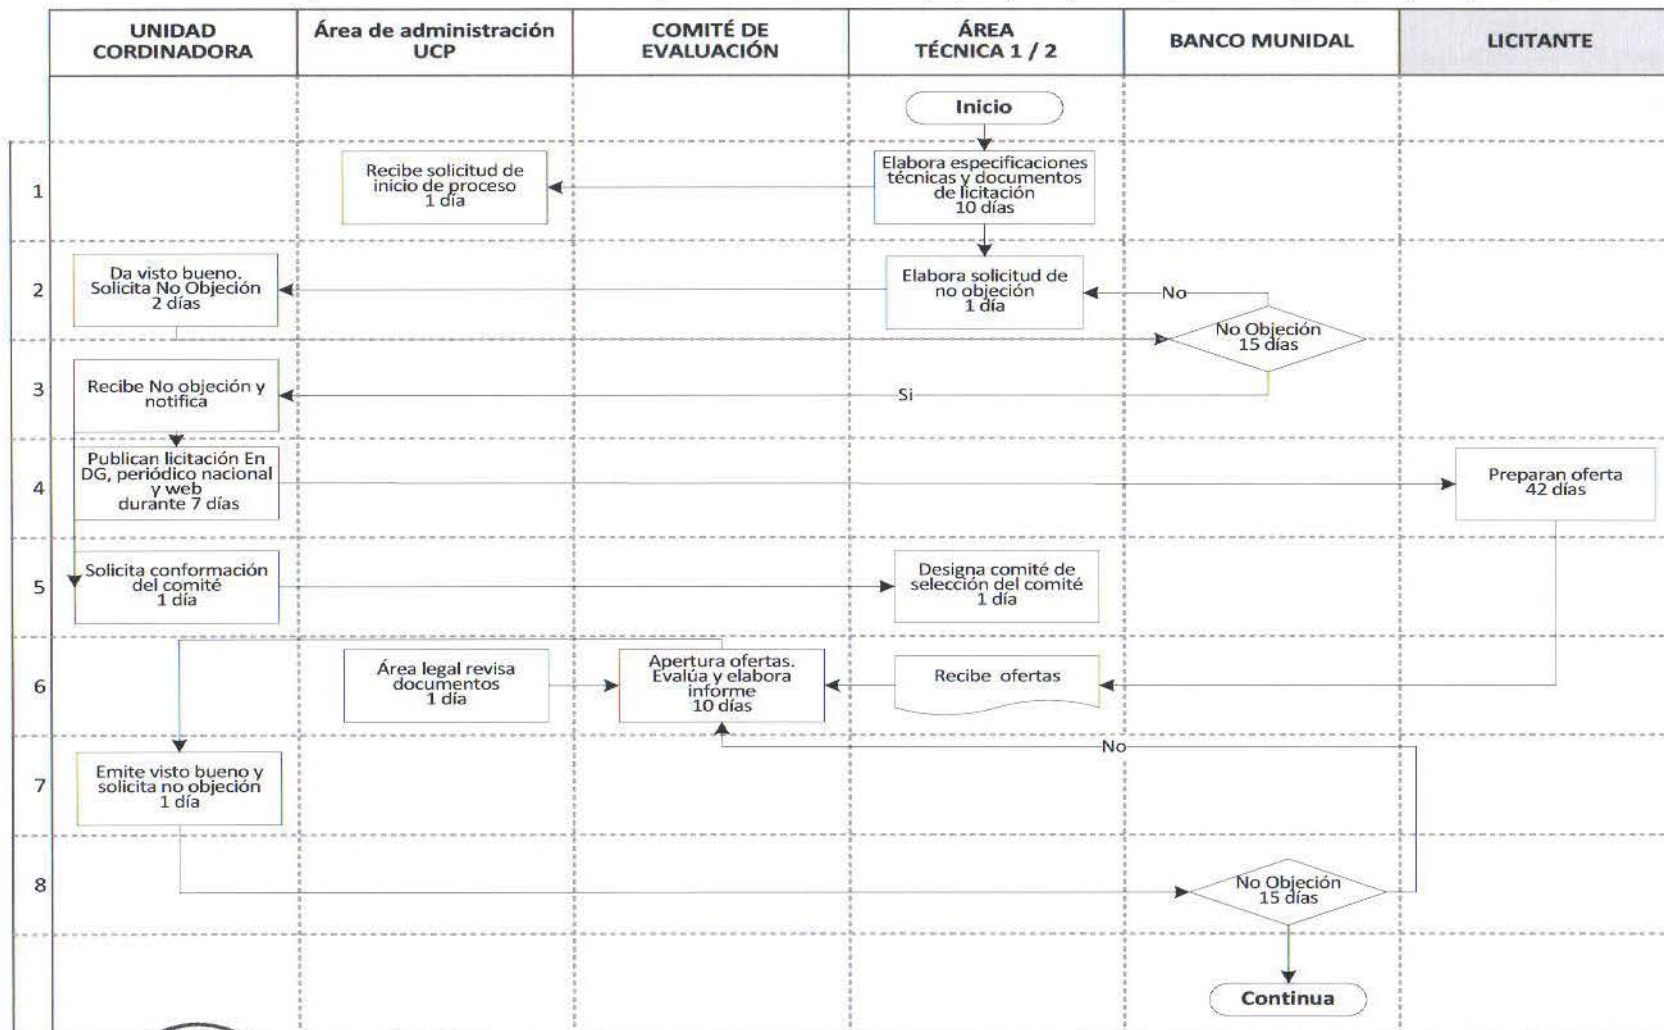 UNIDAD
CORDINADORA
Área de administración
UCP
COMITÉ DE
EVALUACIÓN
ÁREA
TÉCNICA 1 / 2
BANCO MUNIDAL
LICITANTE
Inicio
1
Recibe solicitud de
inicio de proceso
1 día
Elabora especificaciones
técnicas y documentos
de licitación
10 días
2
Da visto bueno.
Solicita No Objeción
2 días
Elabora solicitud de
no objeción
1 día
No
No Objeción
15 días
3
Recibe No objeción y
notifica
Si
4
Publican licitación En
DG, periódico nacional
y web
durante 7 días
Preparan oferta
42 días
5
Solicita conformación
del comité
1 día
Designa comité de
selección del comité
1 día
6
Área legal revisa
documentos
1 día
Apertura ofertas.
Evalúa y elabora
informe
10 días
Recibe ofertas
No
7
Emite visto bueno y
solicita no objeción
1 día
8
No Objeción
15 días
Continua